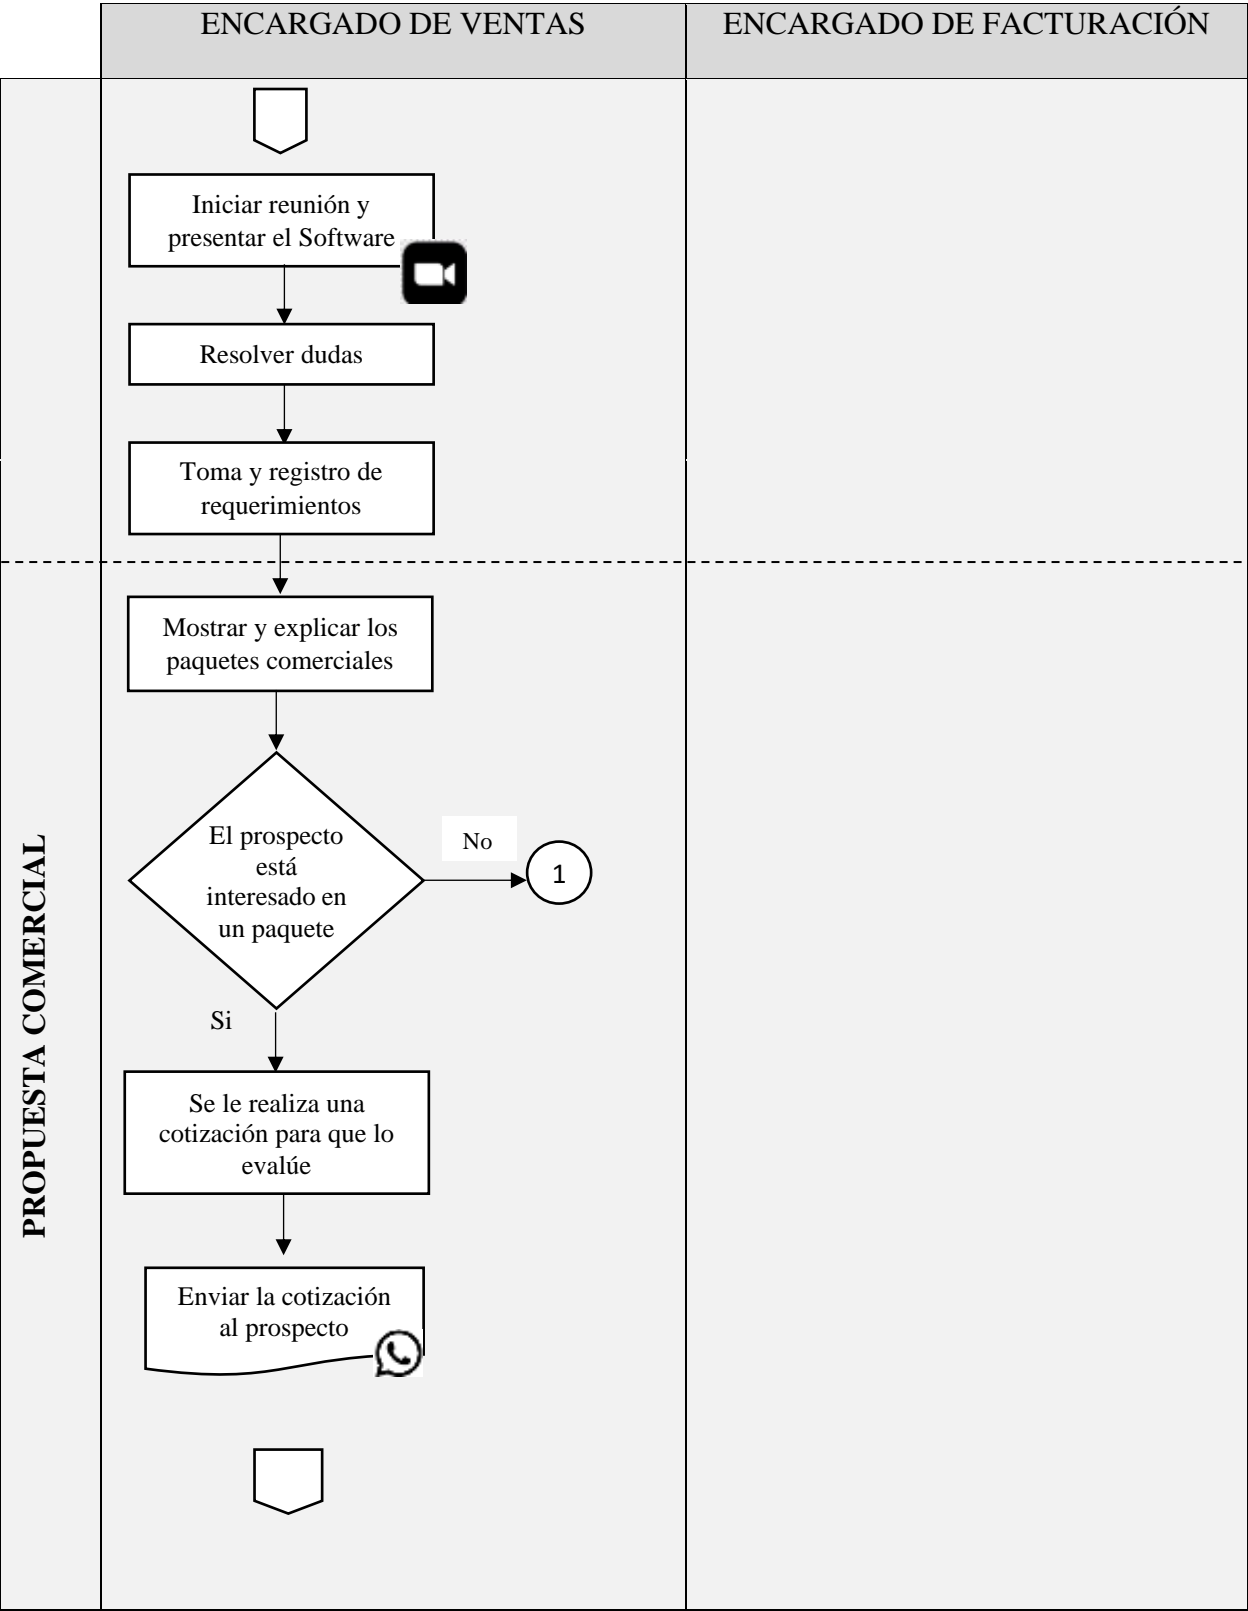 ENCARGADO DE VENTAS
ENCARGADO DE FACTURACIÓN
Iniciar reunión y
presentar el Software
Resolver dudas
Toma y registro de
requerimientos
Mostrar y explicar los
paquetes comerciales
El prospecto
está
interesado en
un paquete
No
1
Si
Se le realiza una
cotización para que lo
evalúe
Enviar la cotización
al prospecto
PROPUESTA COMERCIAL